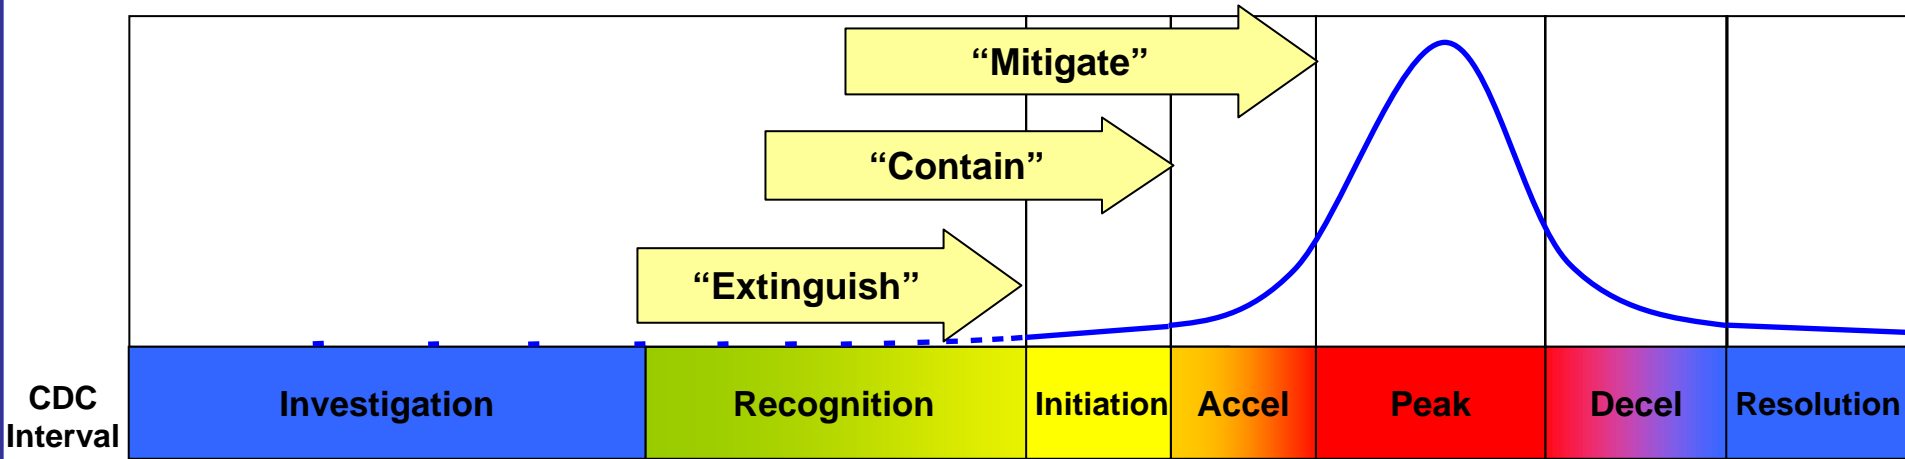 “Mitigate”
“Contain”
“Extinguish”
CDC
Interval
Investigation
Recognition
Initiation
Accel
Peak
Decel
Resolution